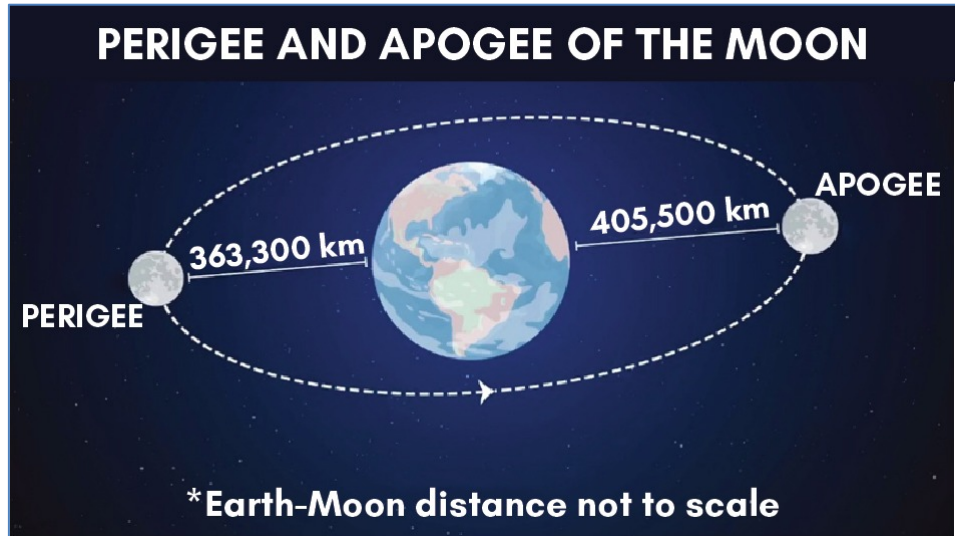 PERIGEE AND APOGEE OF THE MOON
APOGEE
405,500 km
363,300 km
PERIGEE
*Earth-Moon distance not to scale